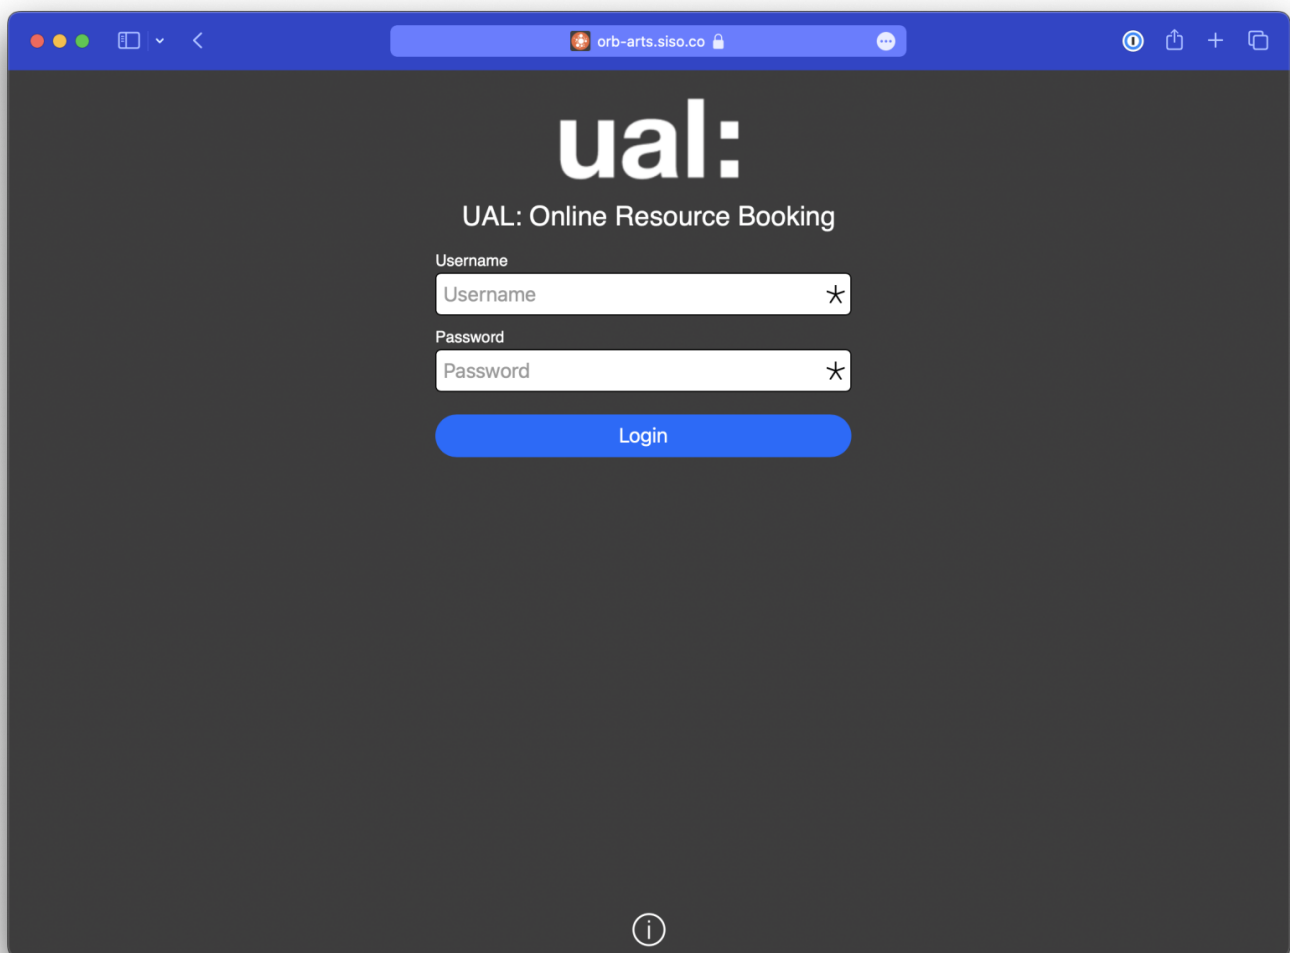 orb-arts.siso.co
ual:
UAL: Online Resource Booking
Username
Username
Password
Password
Login